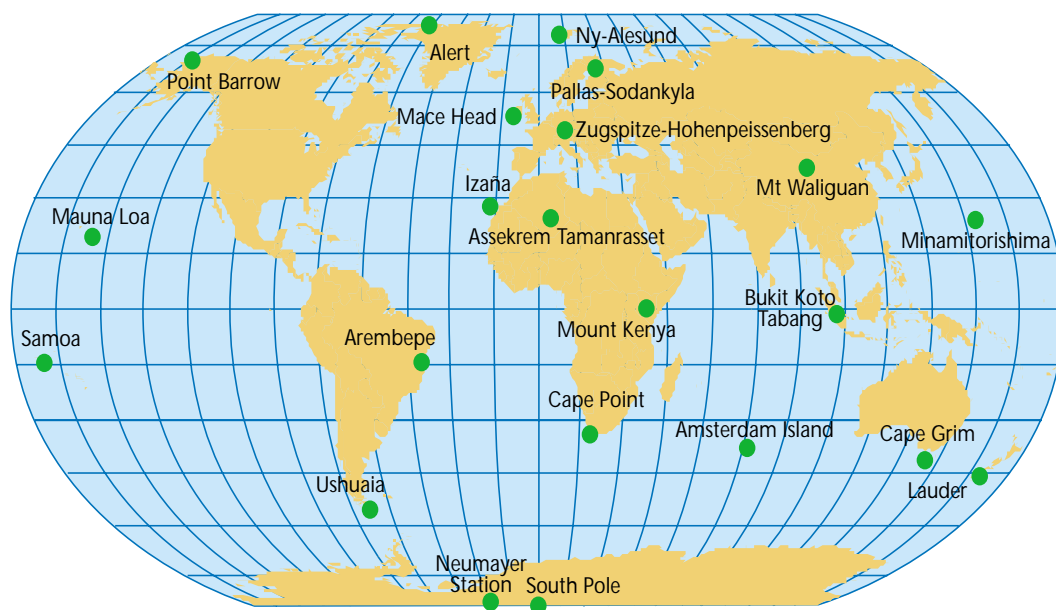 Ny-Alesund
Alert
Point Barrow
Pallas-Sodankyla
Mace Head
Zugspitze-Hohenpeissenberg
Izaña
Mt Waliguan
Mauna Loa
Assekrem Tamanrasset
Minamitorishima
Bukit Koto
Tabang
Mount Kenya
Samoa
Arembepe
Cape Point
Amsterdam Island
Cape Grim
Ushuaia
Lauder
Neumayer
Station
South Pole